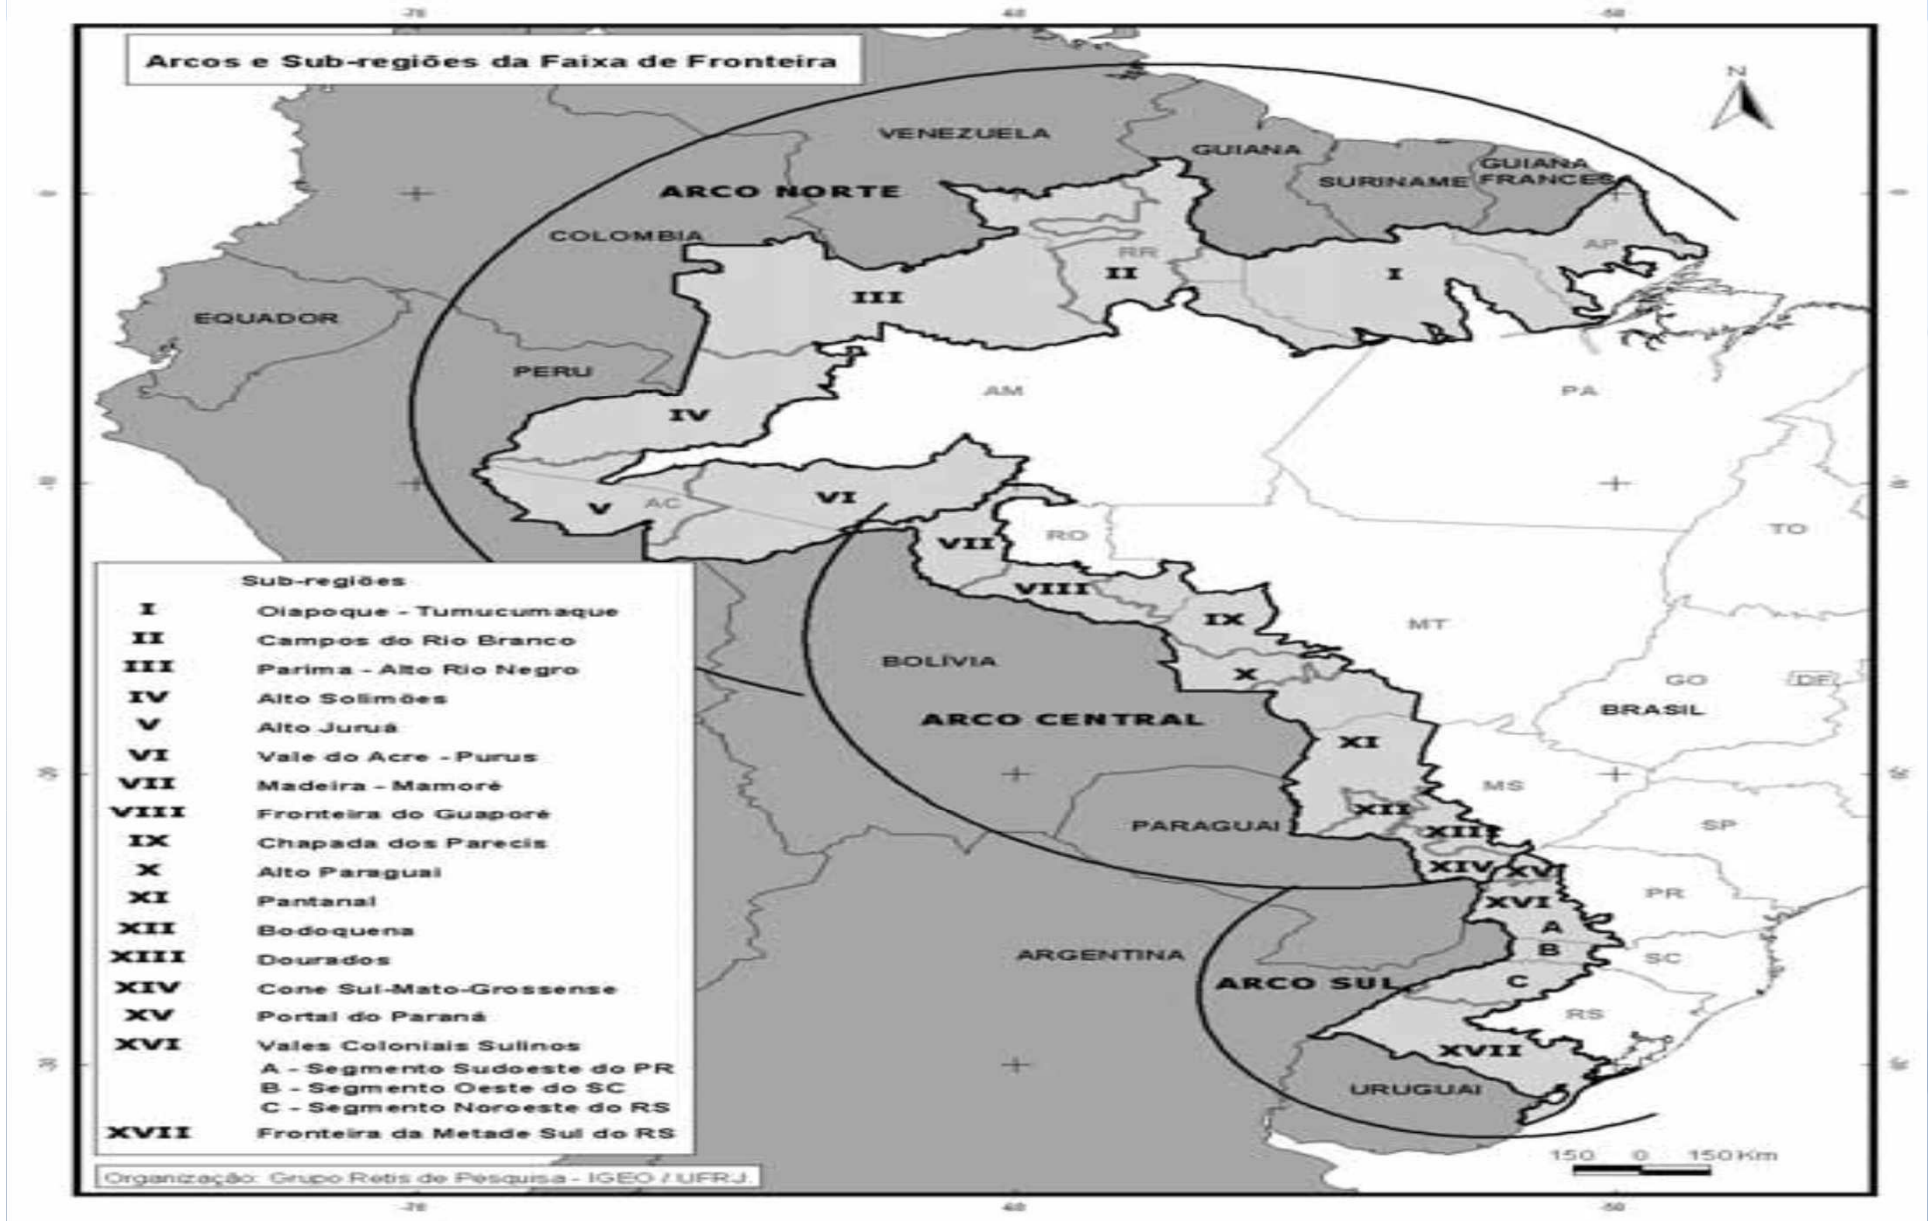 -70 -60 -50
Arcos e Sub-regiões da Faixa de Fronteira
N
VENEZUELA
GUIANA
GUIANA
FRANCESA
SURINAME
ARCO NORTE
COLOMBIA
RR
AP
II
I
III
EQUADOR
PERU
AM
PA
IV
VI
V
AC
TO
VII
RO
VIII
IX
MT
BOLÍVIA
X
GO
DF
BRASIL
ARCO CENTRAL
XI
MS
XII
PARAGUAI
XIII
SP
XIV
XV
PR
XVI
A
B
ARGENTINA
SC
ARCO SUL
C
RS
XVII
URUGUAI
Sub-regiões
I Oiapoque - Tumucumaque
II Campos do Rio Branco
III Parima - Alto Rio Negro
IV Alto Solimões
V Alto Juruá
VI Vale do Acre - Purus
VII Madeira - Mamoré
VIII Fronteira do Guaporé
IX Chapada dos Parecis
X Alto Paraguai
XI Pantanal
XII Bodoquena
XIII Dourados
XIV Cone Sul-Mato-Grossense
XV Portal do Paraná
XVI Vales Coloniais Sulinos
A - Segmento Sudoeste do PR
B - Segmento Oeste do SC
C - Segmento Noroeste do RS
XVII Fronteira da Metade Sul do RS
150 0 150 Km
Organização: Grupo Retis de Pesquisa - IGEO / UFRJ.
-70 -60 -50